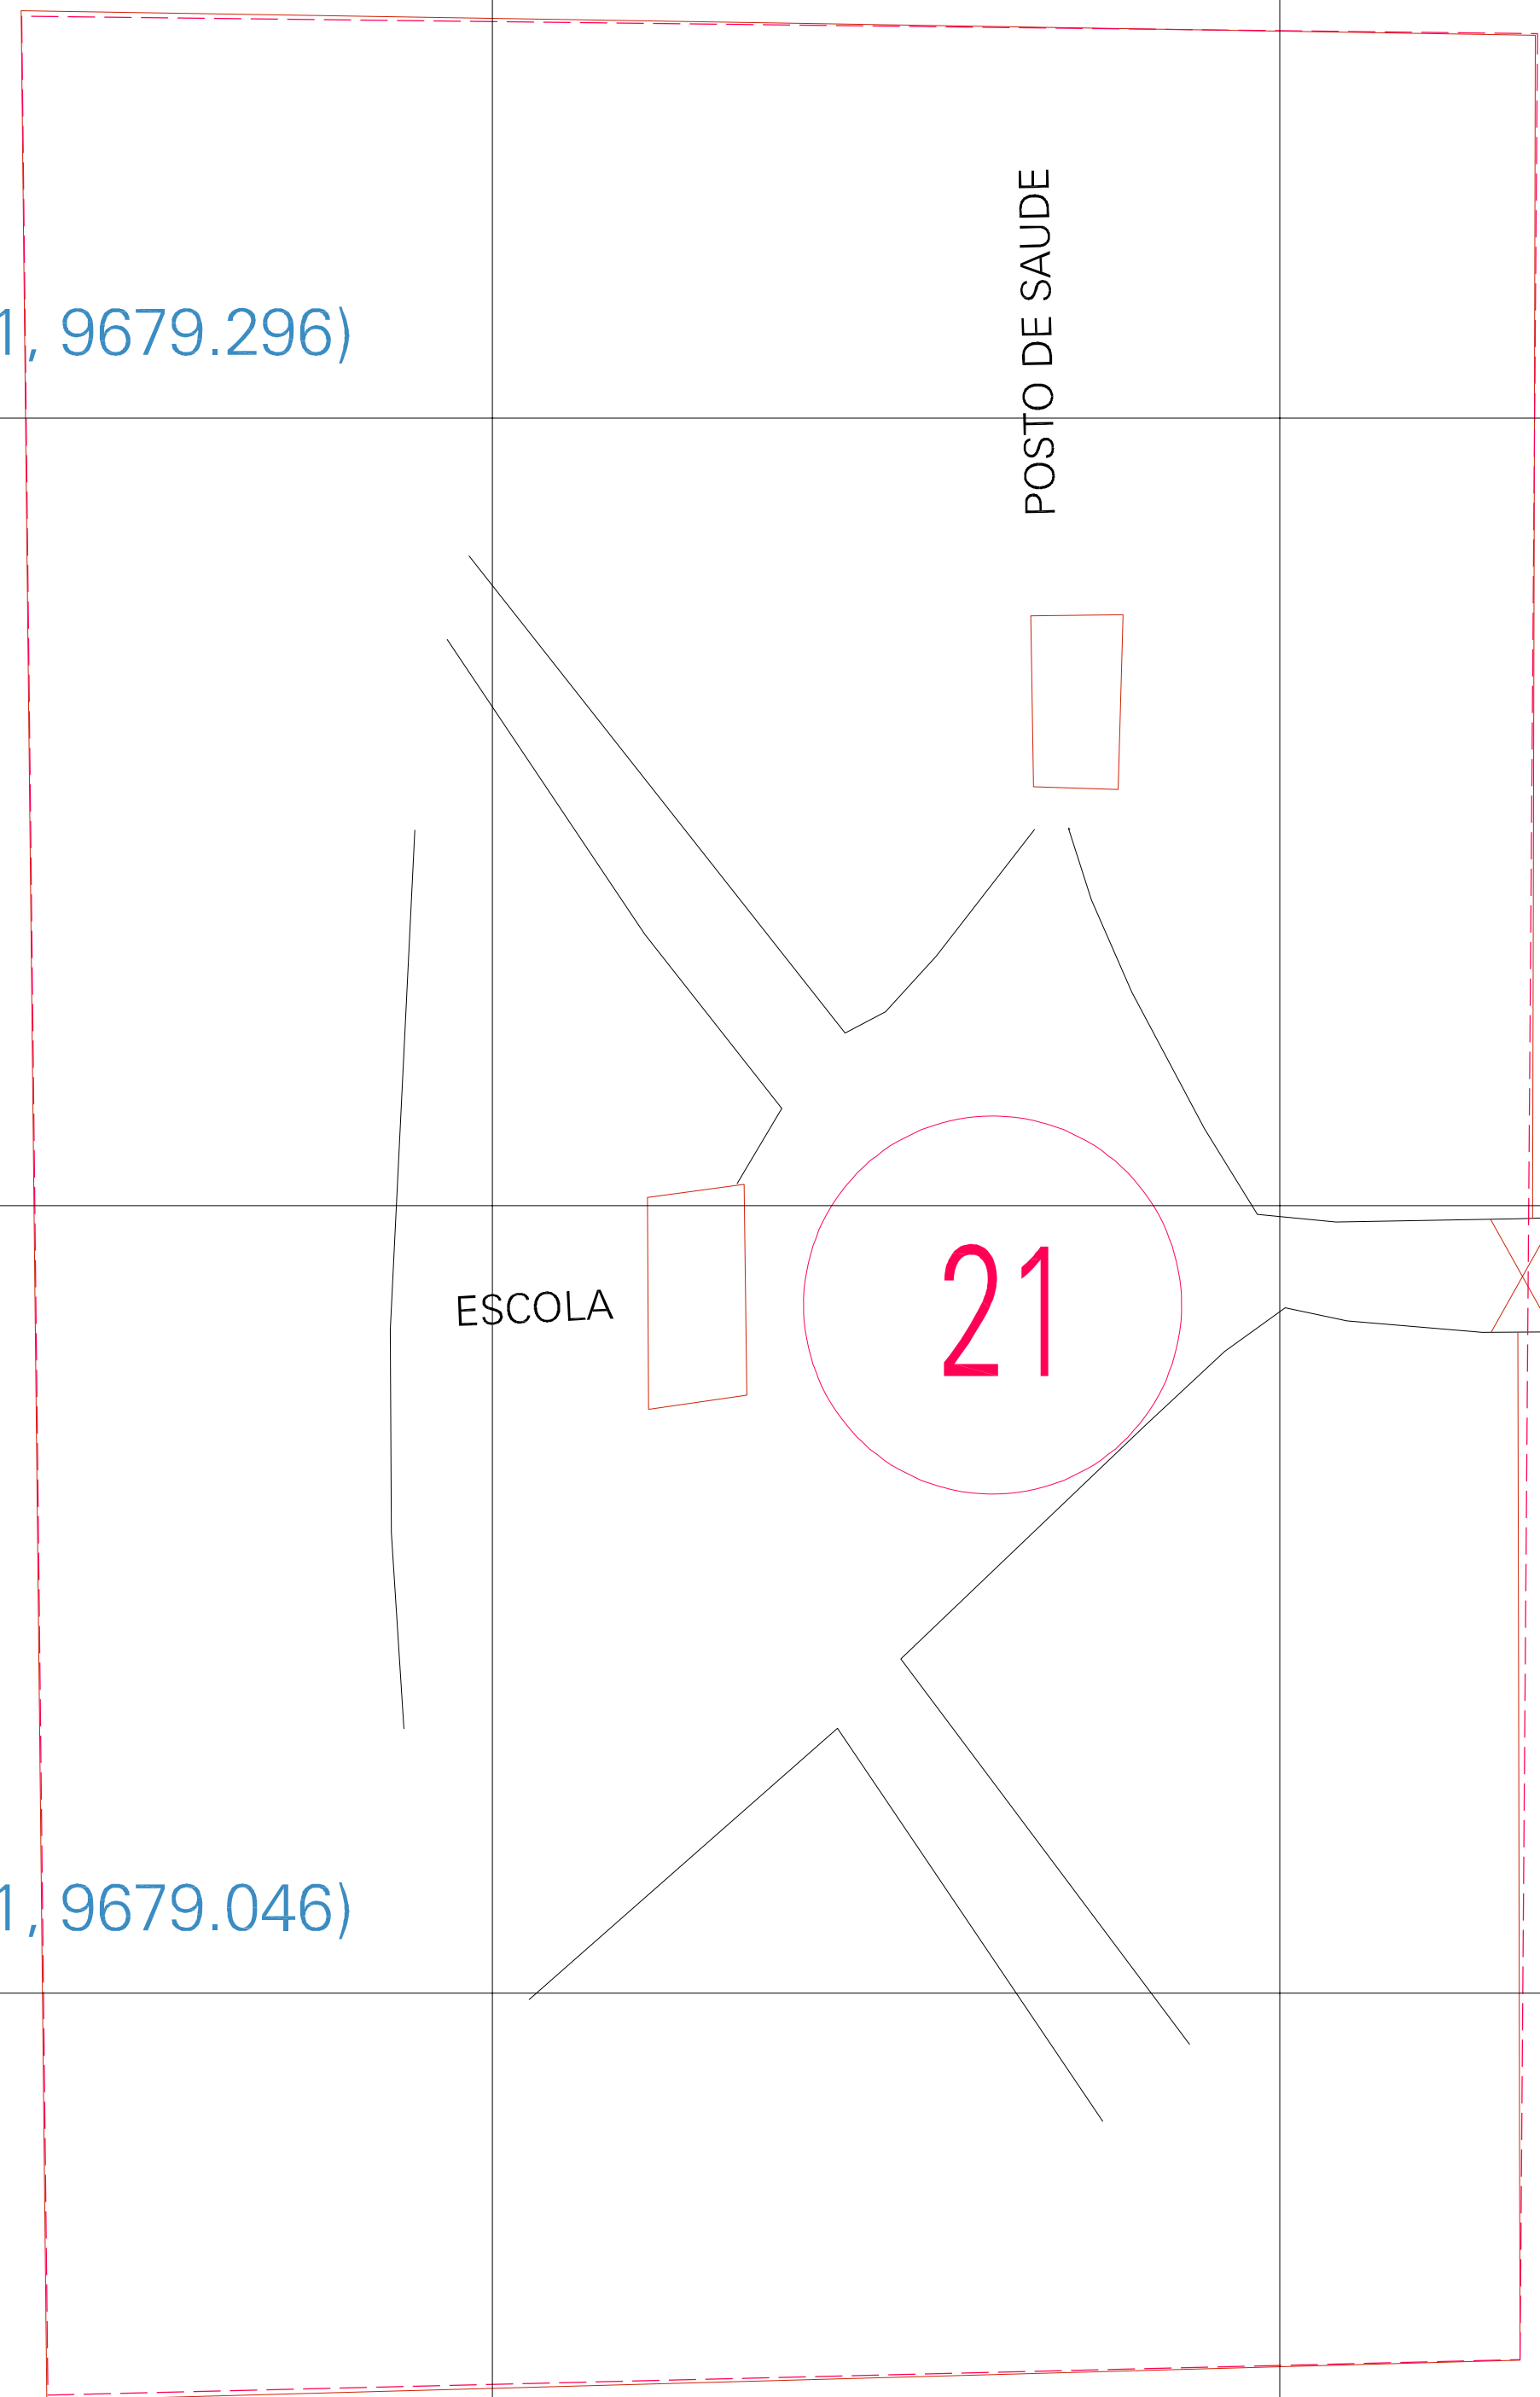 POSTO DE SAUDE
1, 9679.296)
ESCOLA
21
1, 9679.046)